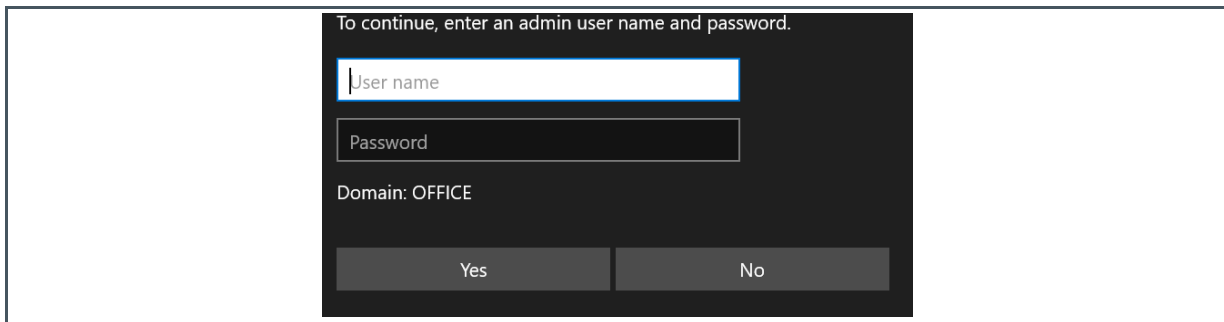 To continue, enter an admin user name and password.
User name
Password
Domain: OFFICE
Yes No